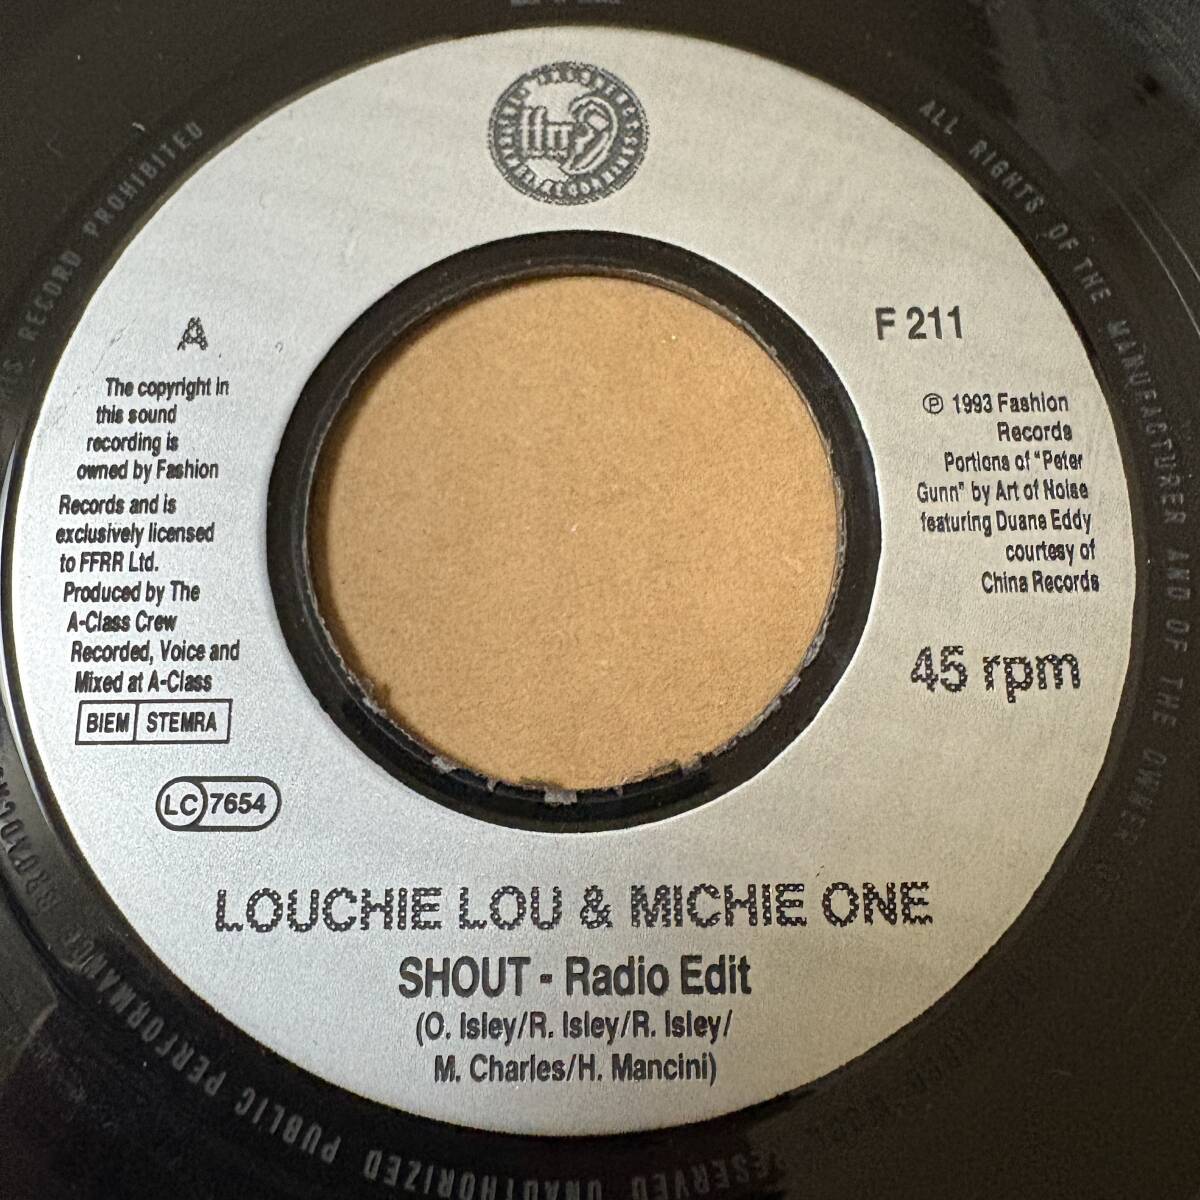 ffrr
A
The copyright in
this sound
recording is
owned by Fashion
Records and is
exclusively licensed
to FFRR Ltd.
Produced by The
A-Class Crew
Recorded, Voice and
Mixed at A-Class
BIEM STEMRA
LC 7654
F 211
℗ 1993 Fashion
Records
Portions of "Peter
Gunn" by Art of Noise
featuring Duane Eddy
courtesy of
China Records
45 rpm
LOUCHIE LOU & MICHIE ONE
SHOUT - Radio Edit
(O. Isley/R. Isley/R. Isley/
M. Charles/H. Mancini)
ALL RIGHTS OF THE MANUFACTURER AND OF THE OWNER
RESERVED UNAUTHORIZED PUBLIC PERFORMANCE
RECORD PROHIBITED